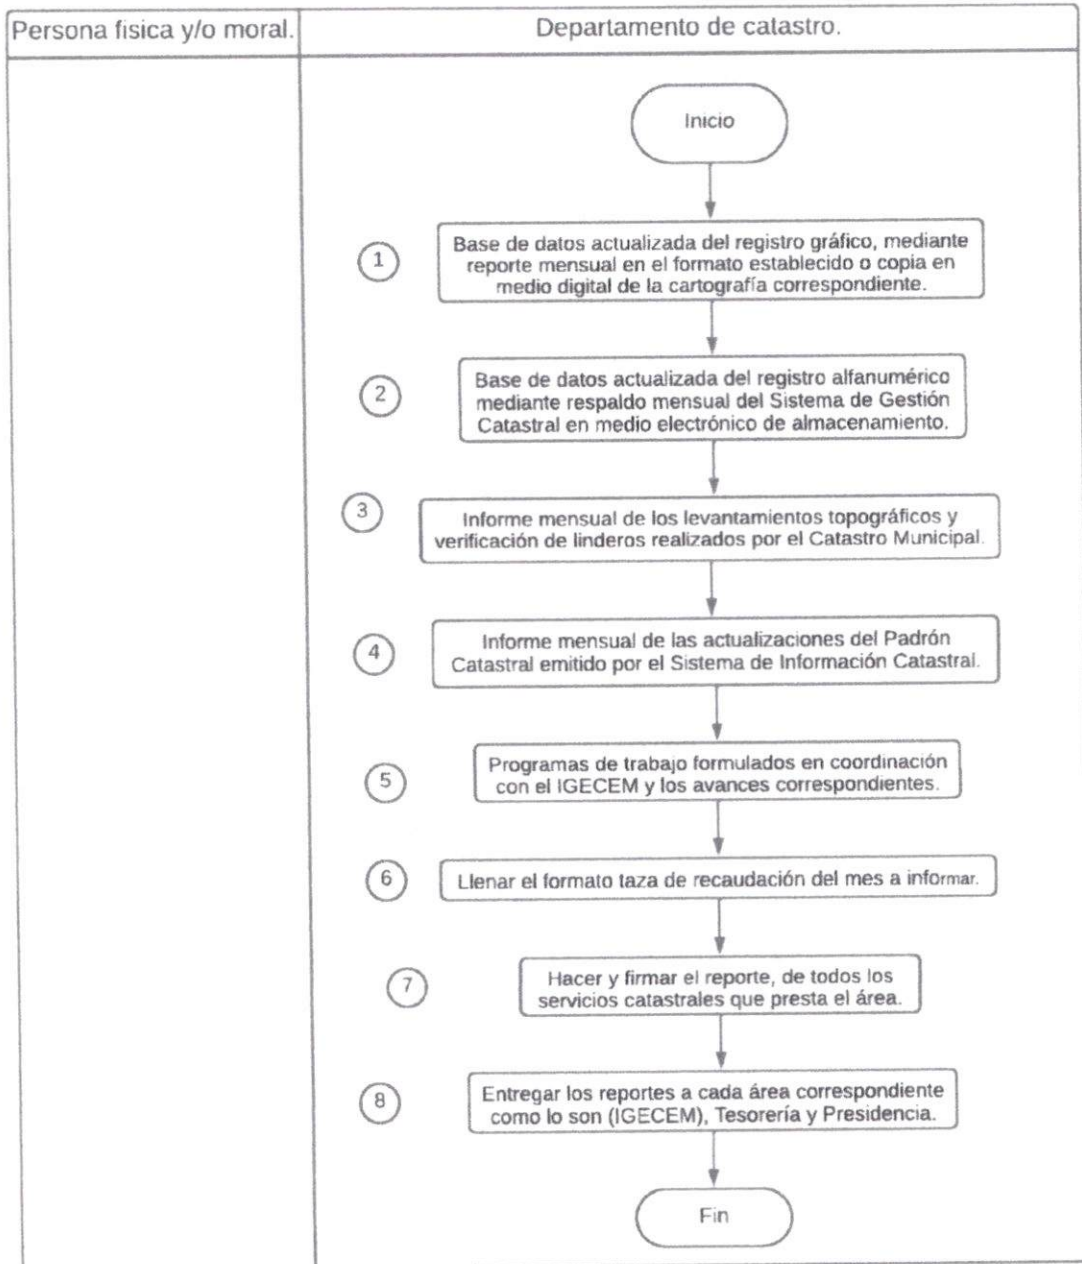 Persona fisica y/o moral.
Departamento de catastro.
Inicio
1
Base de datos actualizada del registro gráfico, mediante
reporte mensual en el formato establecido o copia en
medio digital de la cartografía correspondiente.
2
Base de datos actualizada del registro alfanumérico
mediante respaldo mensual del Sistema de Gestión
Catastral en medio electrónico de almacenamiento.
3
Informe mensual de los levantamientos topográficos y
verificación de linderos realizados por el Catastro Municipal.
4
Informe mensual de las actualizaciones del Padrón
Catastral emitido por el Sistema de Información Catastral.
5
Programas de trabajo formulados en coordinación
con el IGECEM y los avances correspondientes.
6
Llenar el formato taza de recaudación del mes a informar.
7
Hacer y firmar el reporte, de todos los
servicios catastrales que presta el área.
8
Entregar los reportes a cada área correspondiente
como lo son (IGECEM), Tesorería y Presidencia.
Fin